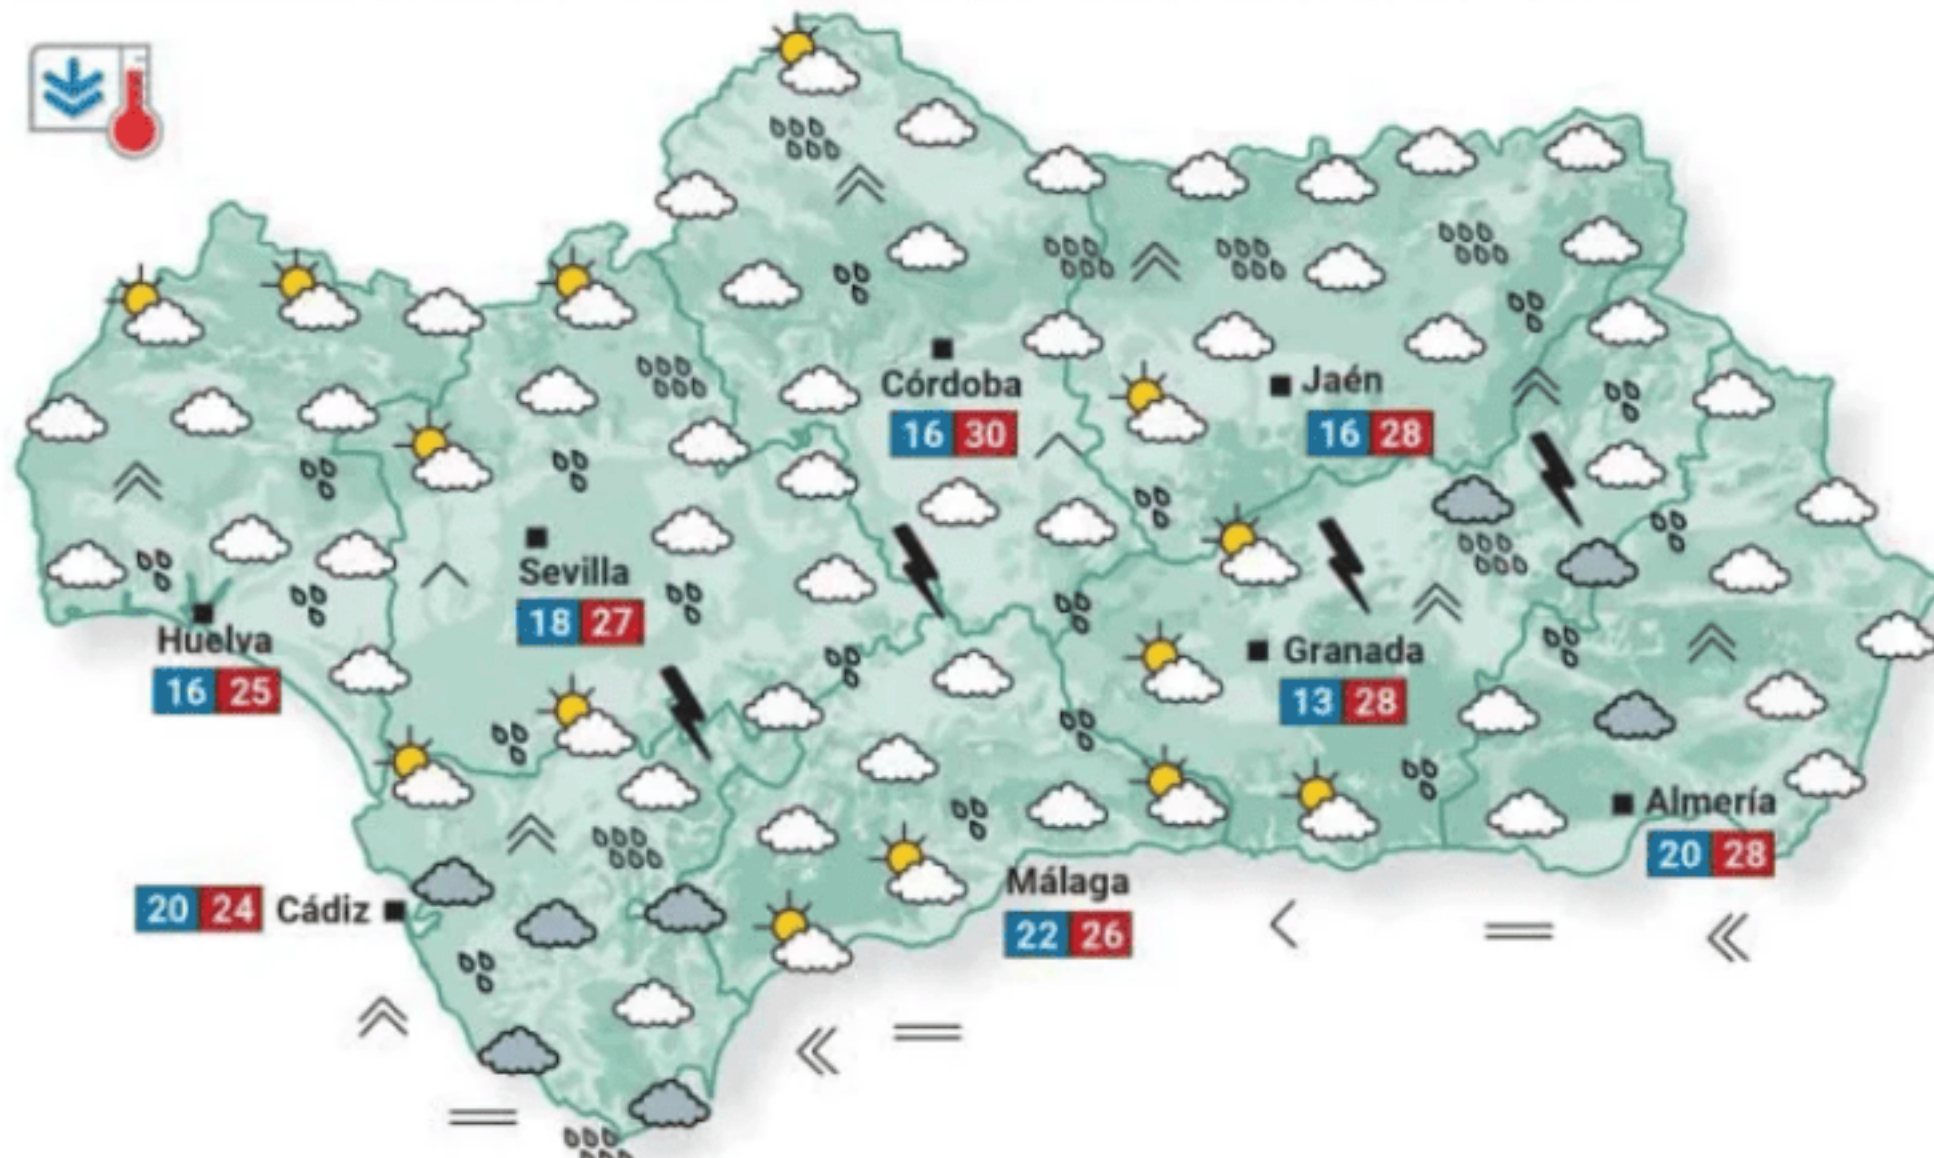 Córdoba
16 30
Jaén
16 28
Sevilla
18 27
Huelva
16 25
Granada
13 28
Almería
20 28
Málaga
22 26
20 24 Cádiz